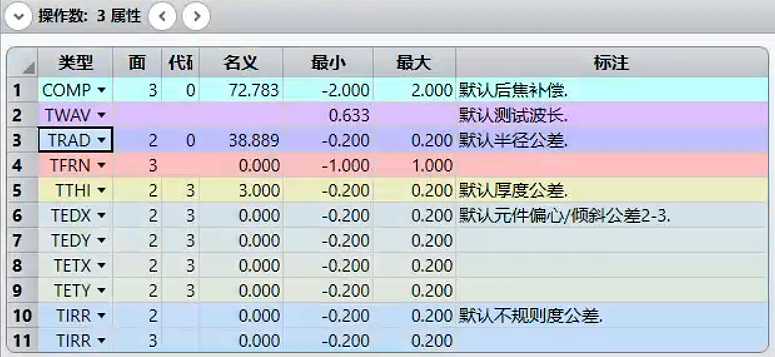 操作数: 3 属性
类型 面 代码 名义 最小 最大 标注
1 COMP 3 0 72.783 -2.000 2.000 默认后焦补偿.
2 TWAV 0.633 默认测试波长.
3 TRAD 2 0 38.889 -0.200 0.200 默认半径公差.
4 TFRN 3 0.000 -1.000 1.000
5 TTHI 2 3 3.000 -0.200 0.200 默认厚度公差.
6 TEDX 2 3 0.000 -0.200 0.200 默认元件偏心/倾斜公差2-3.
7 TEDY 2 3 0.000 -0.200 0.200
8 TETX 2 3 0.000 -0.200 0.200
9 TETY 2 3 0.000 -0.200 0.200
10 TIRR 2 0.000 -0.200 0.200 默认不规则度公差.
11 TIRR 3 0.000 -0.200 0.200